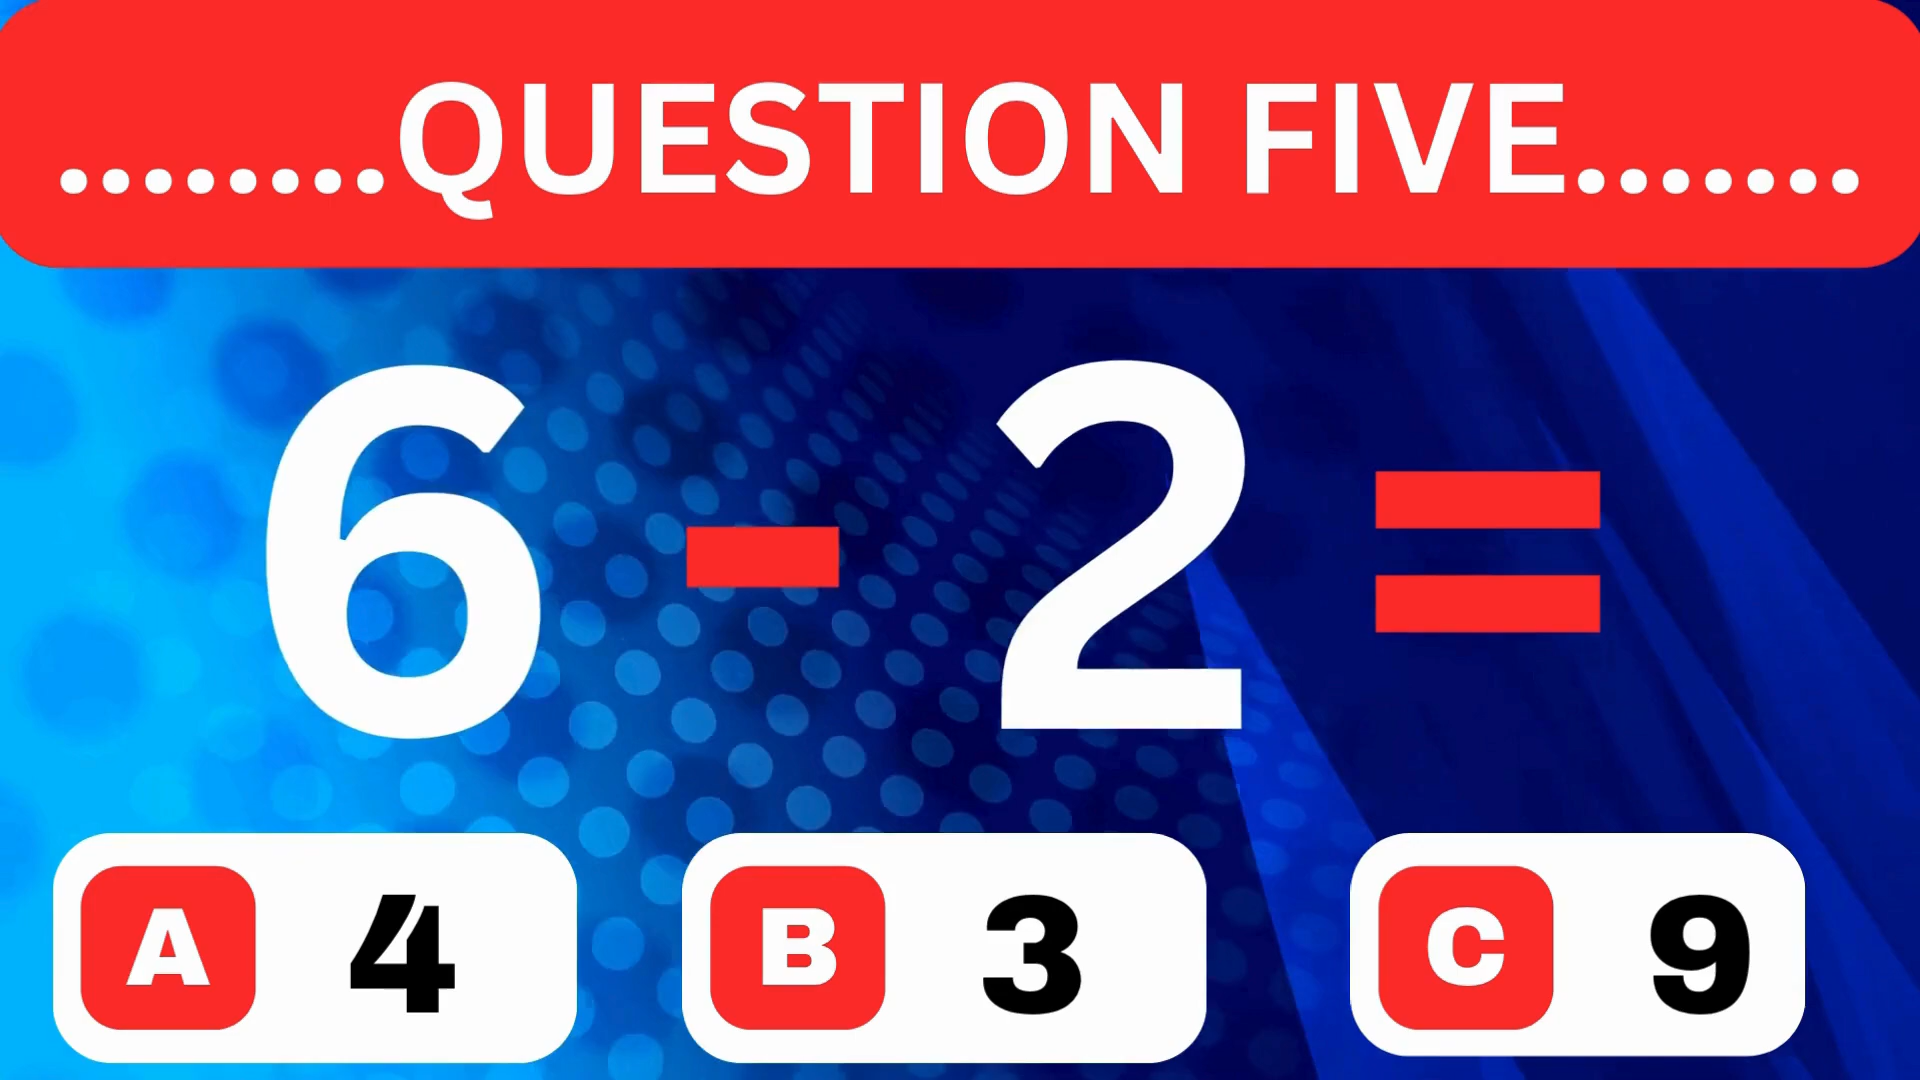 ........QUESTION FIVE.......
6 - 2 =
A 4 B 3 C 9